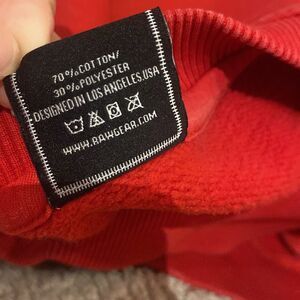 70%COTTON/
30%POLYESTER
DESIGNED IN LOS ANGELES,USA
WWW.RAWGEAR.COM